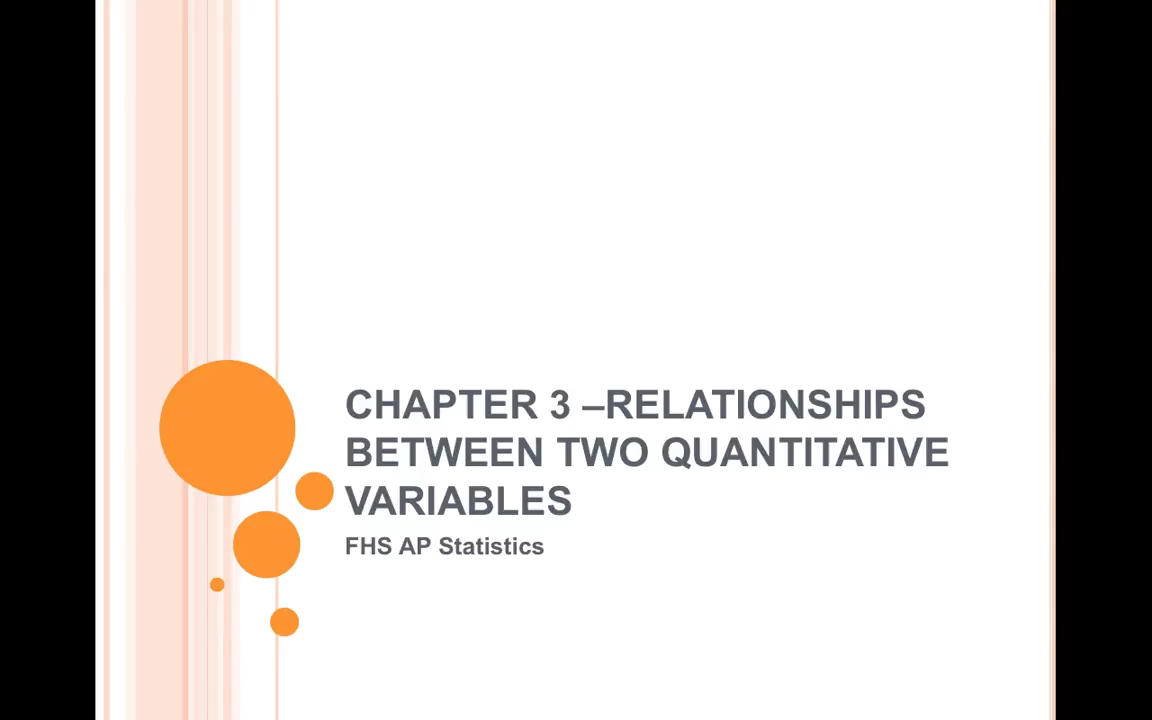 CHAPTER 3 –RELATIONSHIPS
BETWEEN TWO QUANTITATIVE
VARIABLES
FHS AP Statistics